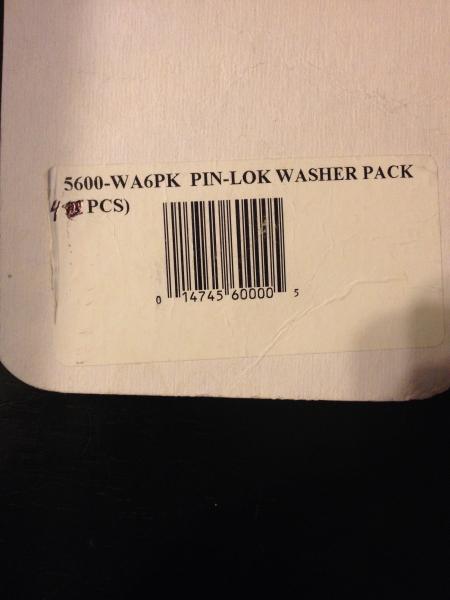 5600-WA6PK PIN-LOK WASHER PACK
4 PCS)
0 14745 60000 5